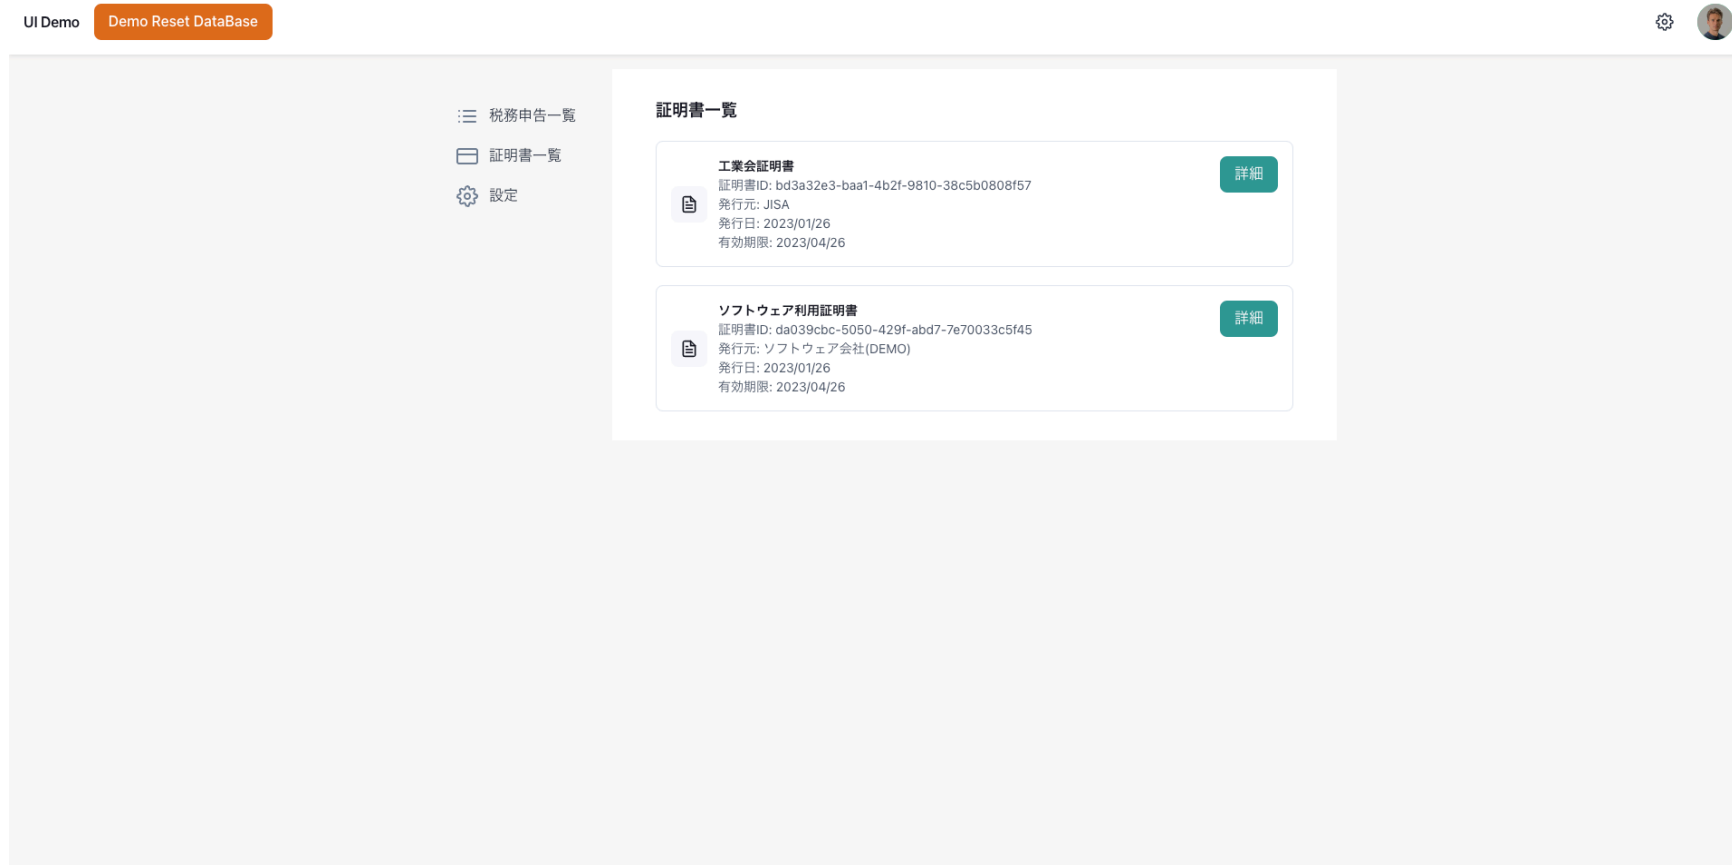 UI Demo
Demo Reset DataBase
税務申告一覧
証明書一覧
設定
証明書一覧
工業会証明書
証明書ID: bd3a32e3-baa1-4b2f-9810-38c5b0808f57
発行元: JISA
発行日: 2023/01/26
有効期限: 2023/04/26
詳細
ソフトウェア利用証明書
証明書ID: da039cbc-5050-429f-abd7-7e70033c5f45
発行元: ソフトウェア会社(DEMO)
発行日: 2023/01/26
有効期限: 2023/04/26
詳細